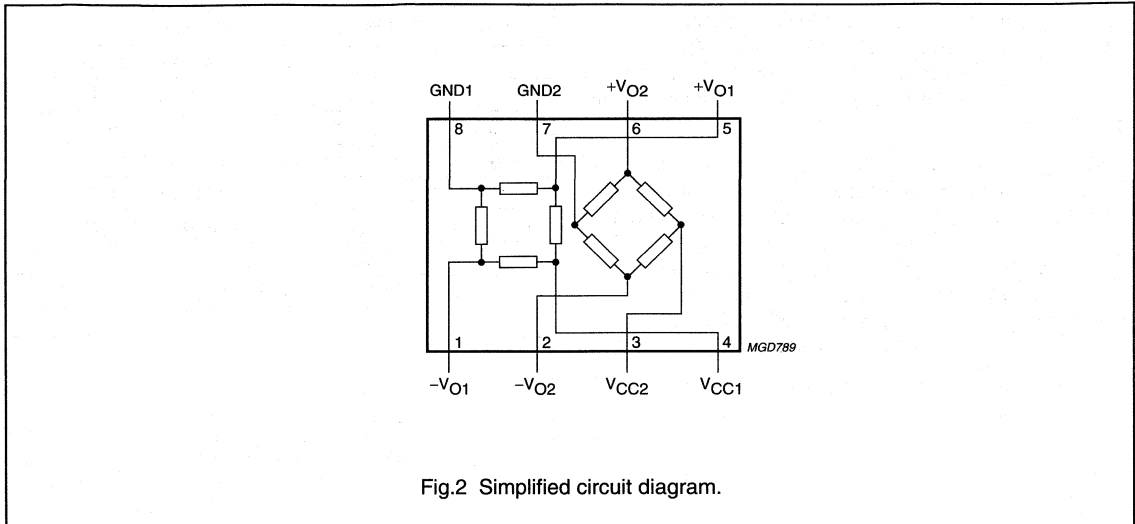 GND1 GND2 +VO2 +VO1
8 7 6 5
1 2 3 4
MGD789
−VO1 −VO2 VCC2 VCC1
Fig.2 Simplified circuit diagram.